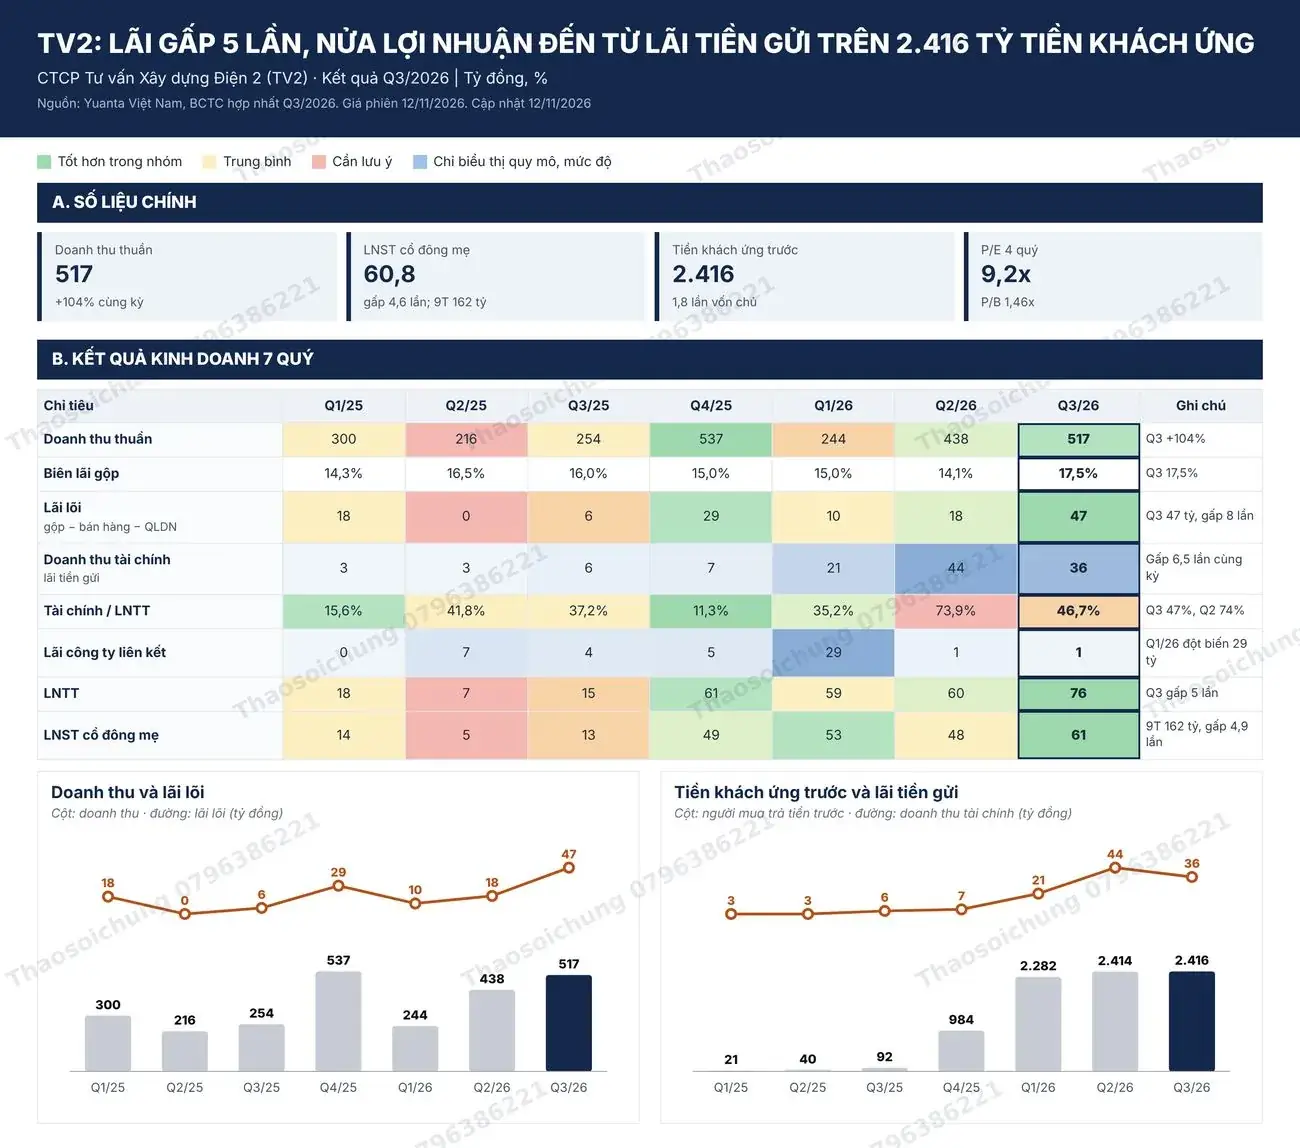 TV2: LÃI GẤP 5 LẦN, NỬA LỢI NHUẬN ĐẾN TỪ LÃI TIỀN GỬI TRÊN 2.416 TỶ TIỀN KHÁCH ỨNG
CTCP Tư vấn Xây dựng Điện 2 (TV2) · Kết quả Q3/2026 | Tỷ đồng, %
Nguồn: Yuanta Việt Nam, BCTC hợp nhất Q3/2026. Giá phiên 12/11/2026. Cập nhật 12/11/2026
Tốt hơn trong nhóm Trung bình Cần lưu ý Chỉ biểu thị quy mô, mức độ
A. SỐ LIỆU CHÍNH
Doanh thu thuần
517
+104% cùng kỳ
LNST cổ đông mẹ
60,8
gấp 4,6 lần; 9T 162 tỷ
Tiền khách ứng trước
2.416
1,8 lần vốn chủ
P/E 4 quý
9,2x
P/B 1,46x
B. KẾT QUẢ KINH DOANH 7 QUÝ
Chỉ tiêu Q1/25 Q2/25 Q3/25 Q4/25 Q1/26 Q2/26 Q3/26 Ghi chú
Doanh thu thuần 300 216 254 537 244 438 517 Q3 +104%
Biên lãi gộp 14,3% 16,5% 16,0% 15,0% 15,0% 14,1% 17,5% Q3 17,5%
Lãi lõi
gộp − bán hàng − QLDN
18 0 6 29 10 18 47 Q3 47 tỷ, gấp 8 lần
Doanh thu tài chính
lãi tiền gửi
3 3 6 7 21 44 36 Gấp 6,5 lần cùng
kỳ
Tài chính / LNTT 15,6% 41,8% 37,2% 11,3% 35,2% 73,9% 46,7% Q3 47%, Q2 74%
Lãi công ty liên kết 0 7 4 5 29 1 1 Q1/26 đột biến 29
tỷ
LNTT 18 7 15 61 59 60 76 Q3 gấp 5 lần
LNST cổ đông mẹ 14 5 13 49 53 48 61 9T 162 tỷ, gấp 4,9
lần
Doanh thu và lãi lõi
Cột: doanh thu · đường: lãi lõi (tỷ đồng)
18 0 6 29 10 18 47
300 216 254 537 244 438 517
Q1/25 Q2/25 Q3/25 Q4/25 Q1/26 Q2/26 Q3/26
Tiền khách ứng trước và lãi tiền gửi
Cột: người mua trả tiền trước · đường: doanh thu tài chính (tỷ đồng)
3 3 6 7 21 44 36
21 40 92 984 2.282 2.414 2.416
Q1/25 Q2/25 Q3/25 Q4/25 Q1/26 Q2/26 Q3/26
Thaosoichung 0796386221